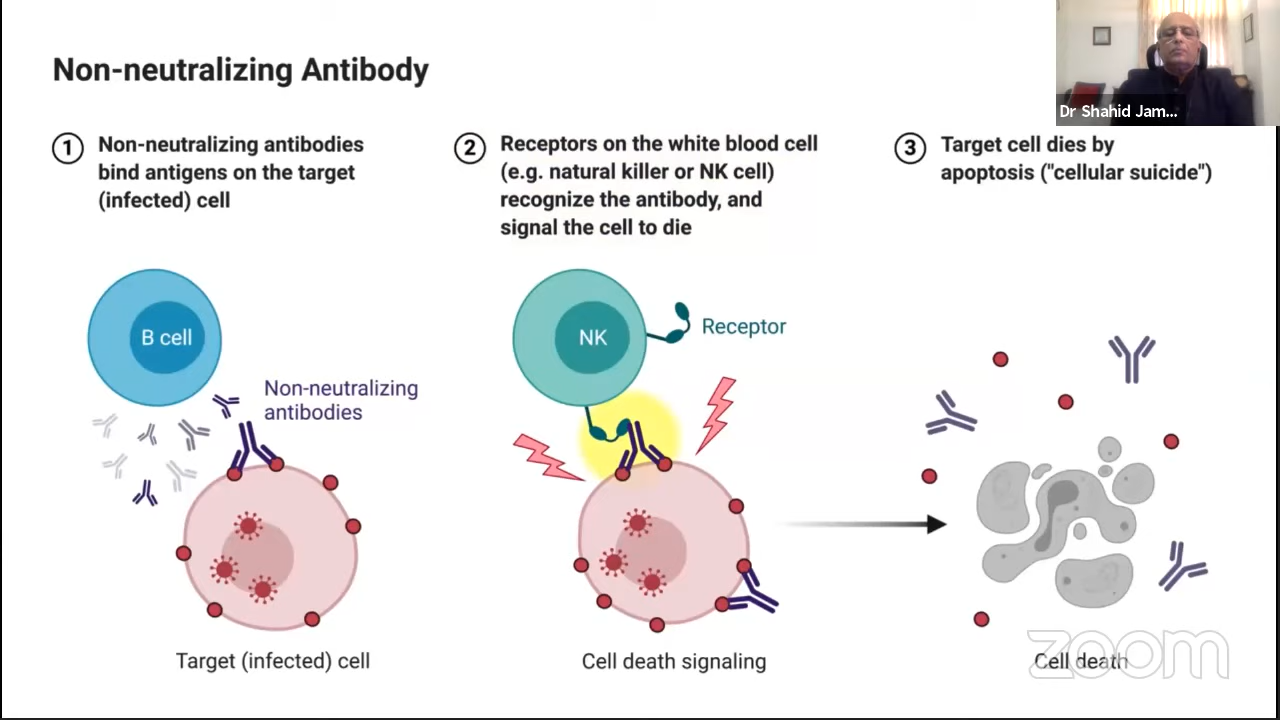 Non-neutralizing Antibody
Dr Shahid Jam...
1
Non-neutralizing antibodies
bind antigens on the target
(infected) cell
2
Receptors on the white blood cell
(e.g. natural killer or NK cell)
recognize the antibody, and
signal the cell to die
3
Target cell dies by
apoptosis ("cellular suicide")
B cell
Non-neutralizing
antibodies
Target (infected) cell
NK
Receptor
Cell death signaling
Cell death
zoom